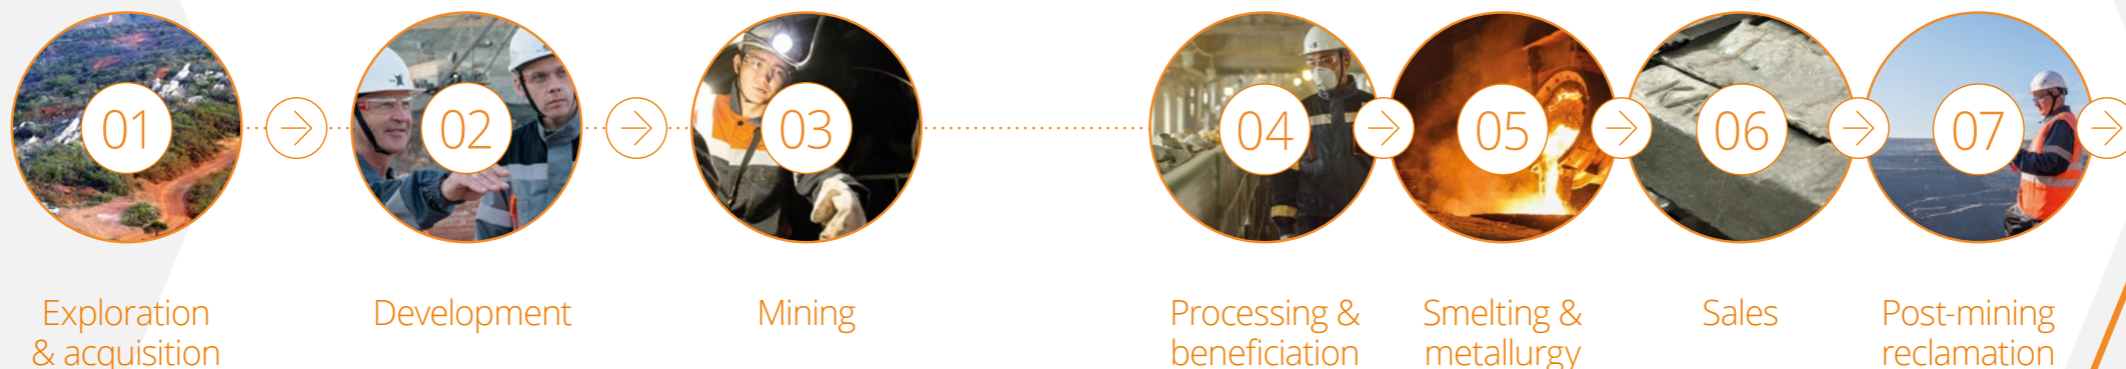 01
02
03
04
05
06
07
Exploration
& acquisition
Development
Mining
Processing &
beneficiation
Smelting &
metallurgy
Sales
Post-mining
reclamation